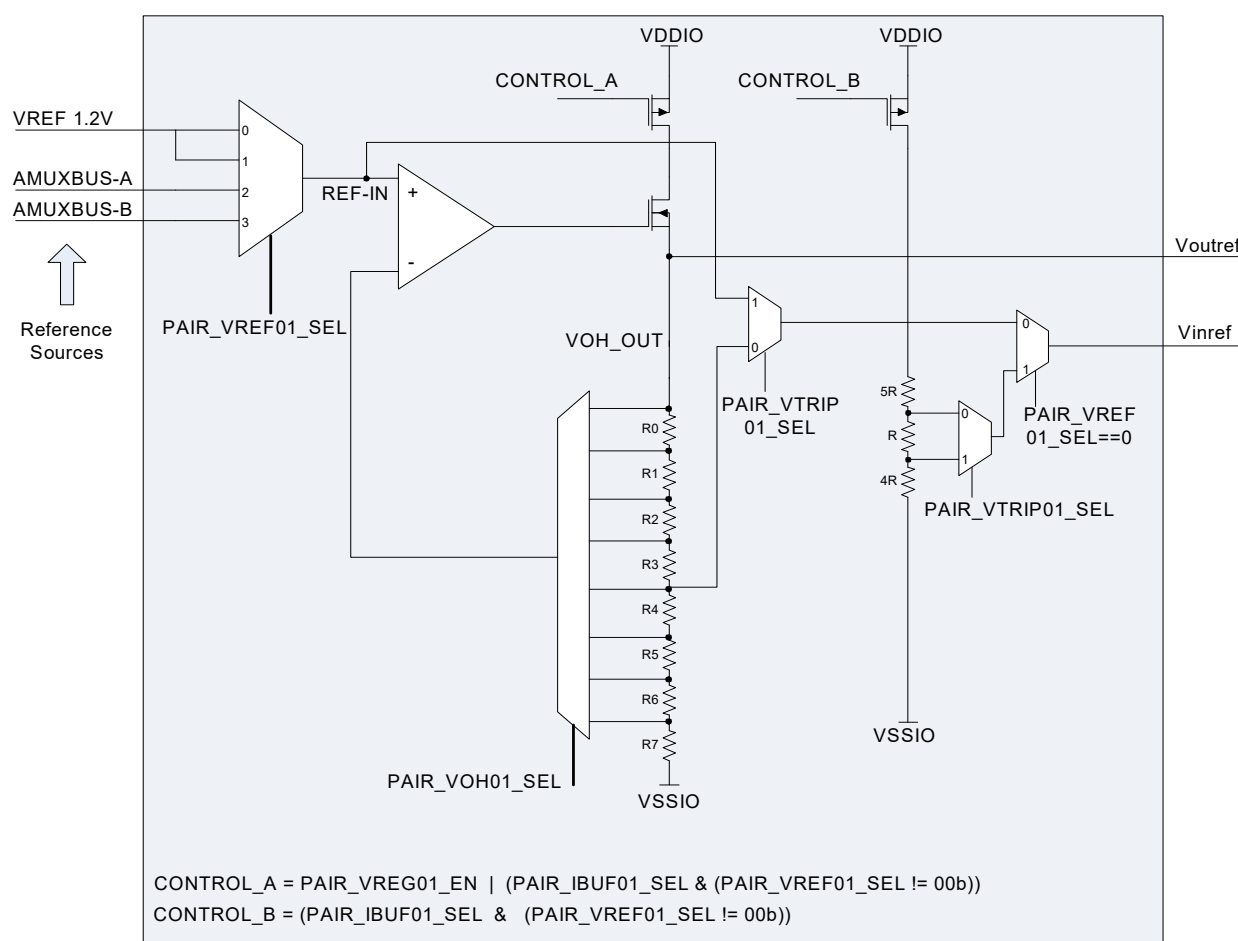 VDDIO
VDDIO
CONTROL_A
CONTROL_B
VREF 1.2V
0
1
AMUXBUS-A
2
AMUXBUS-B
3
REF-IN
+
-
Reference
Sources
PAIR_VREF01_SEL
Voutref
1
0
VOH_OUT
PAIR_VTRIP
01_SEL
0
1
Vinref
PAIR_VREF
01_SEL==0
5R
R
4R
0
1
PAIR_VTRIP01_SEL
R0
R1
R2
R3
R4
R5
R6
R7
PAIR_VOH01_SEL
VSSIO
VSSIO
CONTROL_A = PAIR_VREG01_EN | (PAIR_IBUF01_SEL & (PAIR_VREF01_SEL != 00b))
CONTROL_B = (PAIR_IBUF01_SEL & (PAIR_VREF01_SEL != 00b))